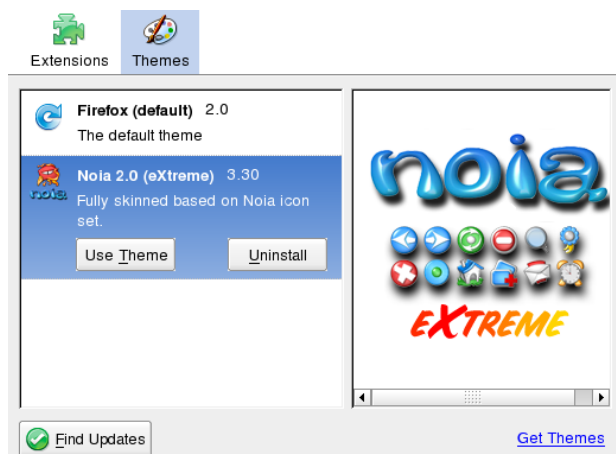 Extensions
Themes
Firefox (default) 2.0
The default theme
Noia 2.0 (eXtreme) 3.30
Fully skinned based on Noia icon
set.
Use Theme
Uninstall
noia
noia
eXTREME
Find Updates
Get Themes